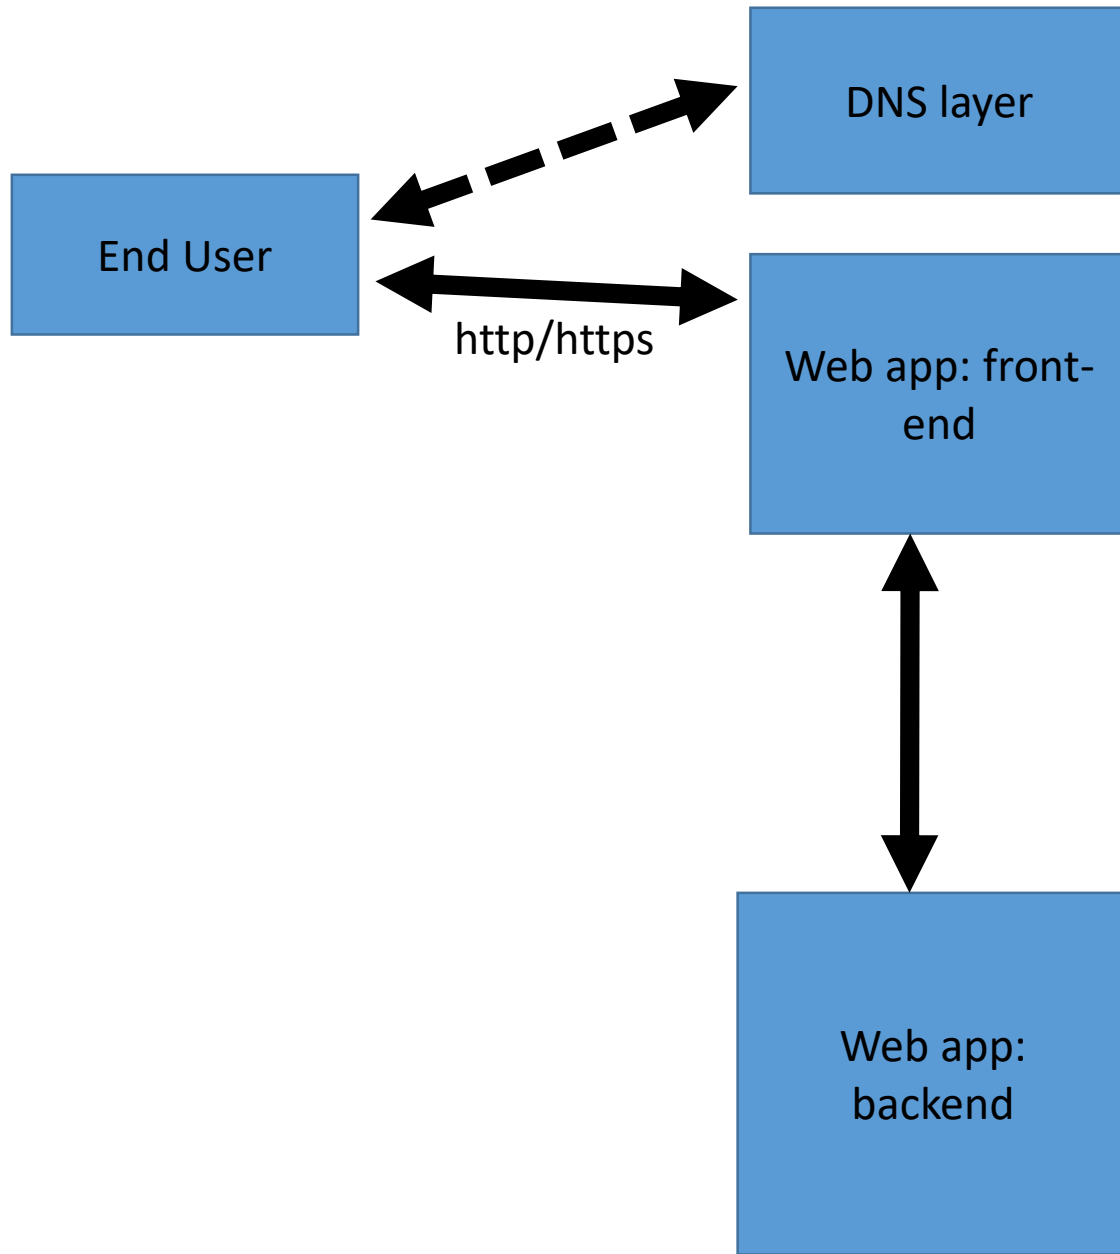 DNS layer
End User
http/https
Web app: front-
end
Web app:
backend